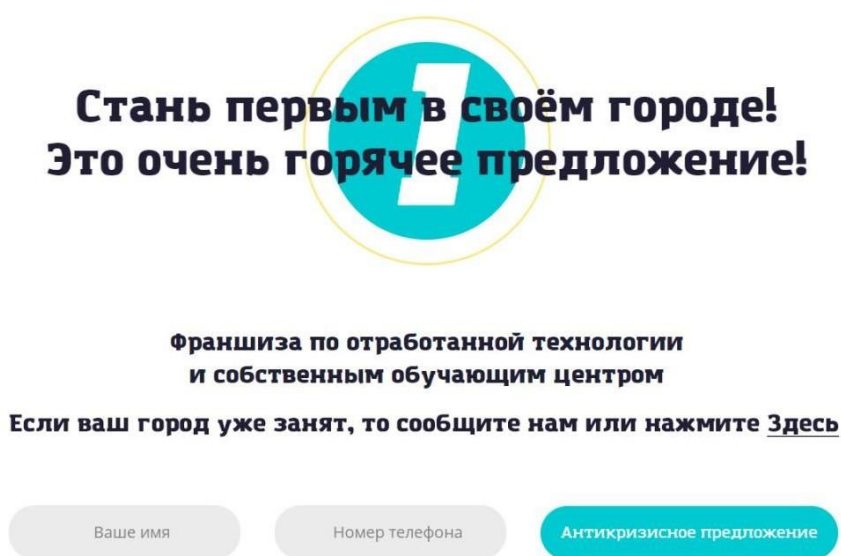 1
Стань первым в своём городе!
Это очень горячее предложение!
Франшиза по отработанной технологии
и собственным обучающим центром
Если ваш город уже занят, то сообщите нам или нажмите Здесь
Ваше имя
Номер телефона
Антикризисное предложение